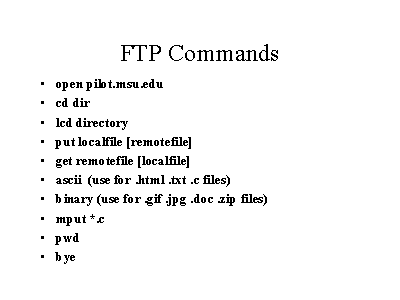 FTP Commands
• open pilot.msu.edu
• cd dir
• lcd directory
• put localfile [remotefile]
• get remotefile [localfile]
• ascii (use for .html .txt .c files)
• binary (use for .gif .jpg .doc .zip files)
• mput *.c
• pwd
• bye